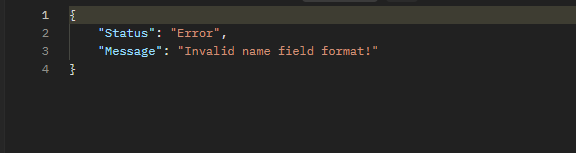 1 {
2 "Status": "Error",
3 "Message": "Invalid name field format!"
4 }